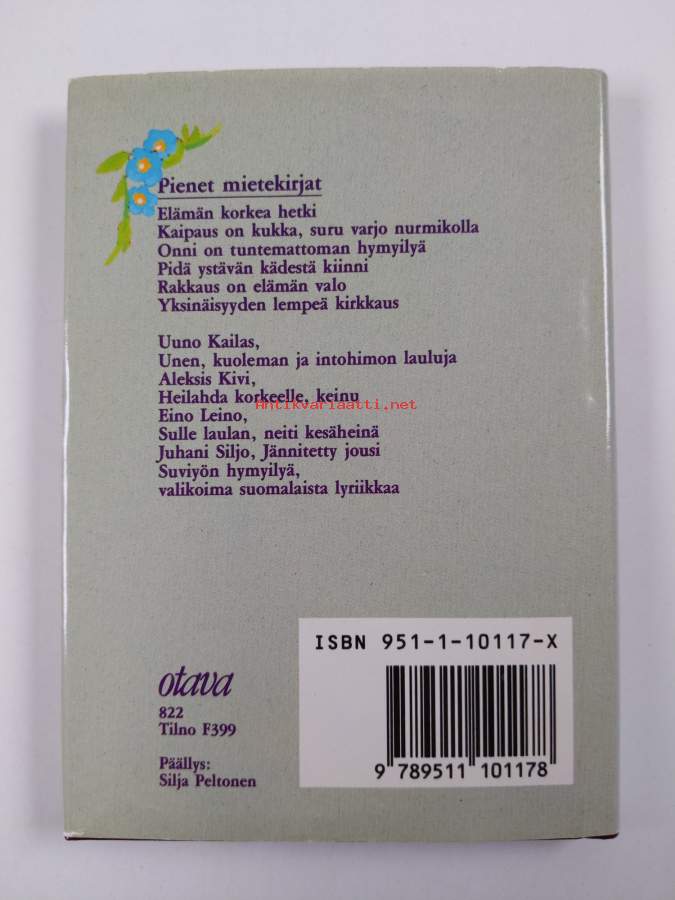 Pienet mietekirjat
Elämän korkea hetki
Kaipaus on kukka, suru varjo nurmikolla
Onni on tuntemattoman hymyilyä
Pidä ystävän kädestä kiinni
Rakkaus on elämän valo
Yksinäisyyden lempeä kirkkaus
Uuno Kailas,
Unen, kuoleman ja intohimon lauluja
Aleksis Kivi,
Heilahda korkeelle, keinu
Antikvariaatti.net
Eino Leino,
Sulle laulan, neiti kesäheinä
Juhani Siljo, Jännitetty jousi
Suviyön hymyilyä,
valikoima suomalaista lyriikkaa
otava
822
Tilno F399
Päällys:
Silja Peltonen
ISBN 951-1-10117-X
9 789511 101178